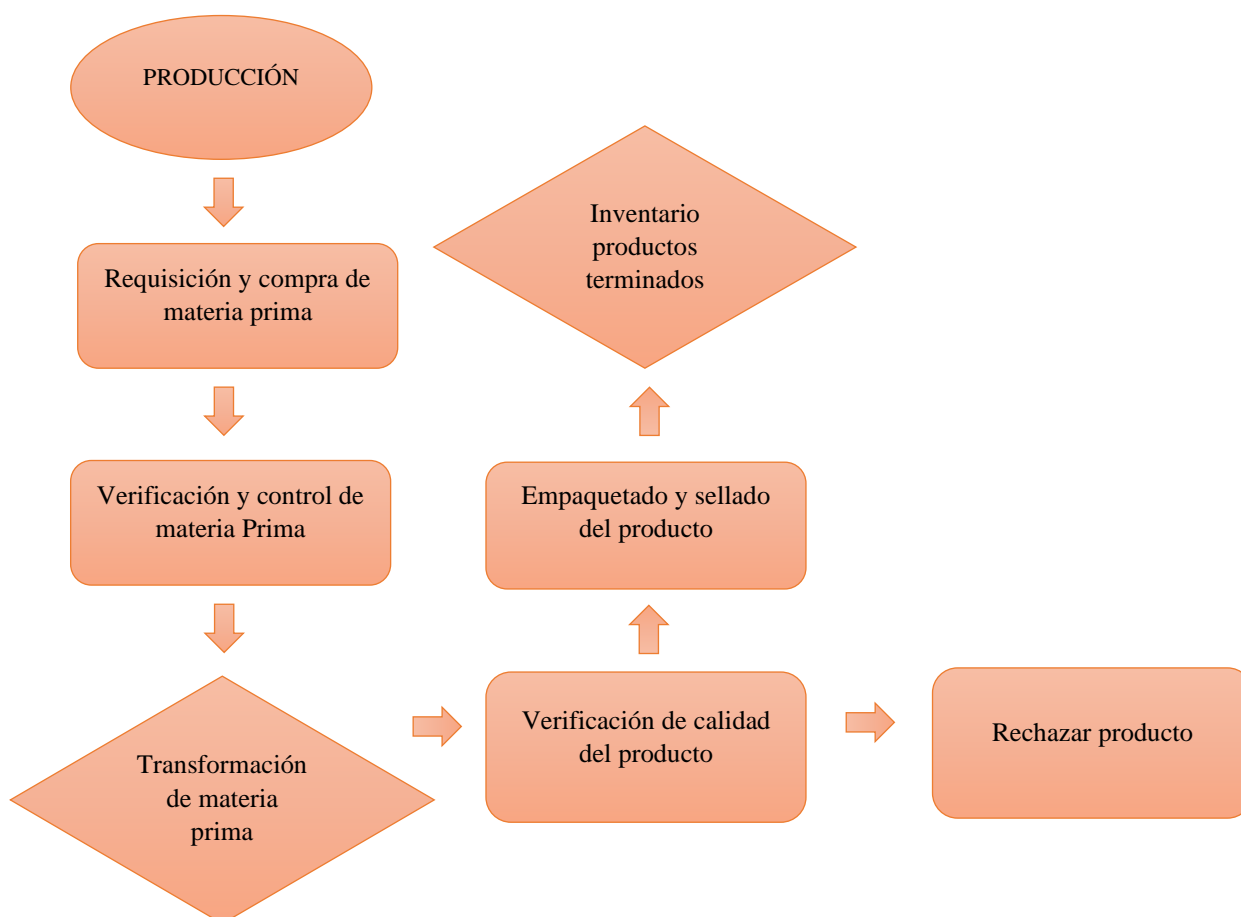 PRODUCCIÓN
Requisición y compra de
materia prima
Verificación y control de
materia Prima
Transformación
de materia
prima
Verificación de calidad
del producto
Rechazar producto
Empaquetado y sellado
del producto
Inventario
productos
terminados